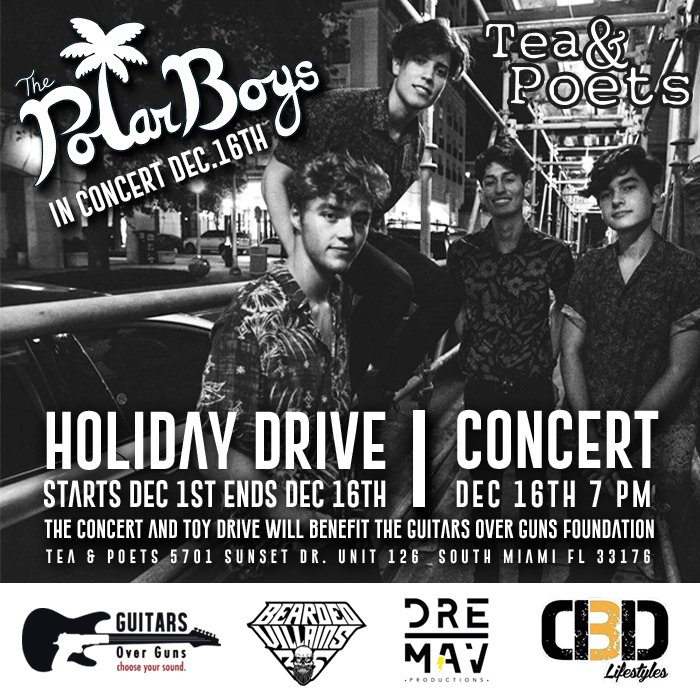 The
Polar Boys
IN CONCERT DEC.16TH
Tea &
Poets
HOLIDAY DRIVE
STARTS DEC 1ST ENDS DEC 16TH
CONCERT
DEC 16TH 7 PM
THE CONCERT AND TOY DRIVE WILL BENEFIT THE GUITARS OVER GUNS FOUNDATION
TEA & POETS 5701 SUNSET DR. UNIT 126 SOUTH MIAMI FL 33176
GUITARS
Over Guns
choose your sound.
BEARDED
VILLAINS
DRE
MAV
PRODUCTIONS
CBD
Lifestyles